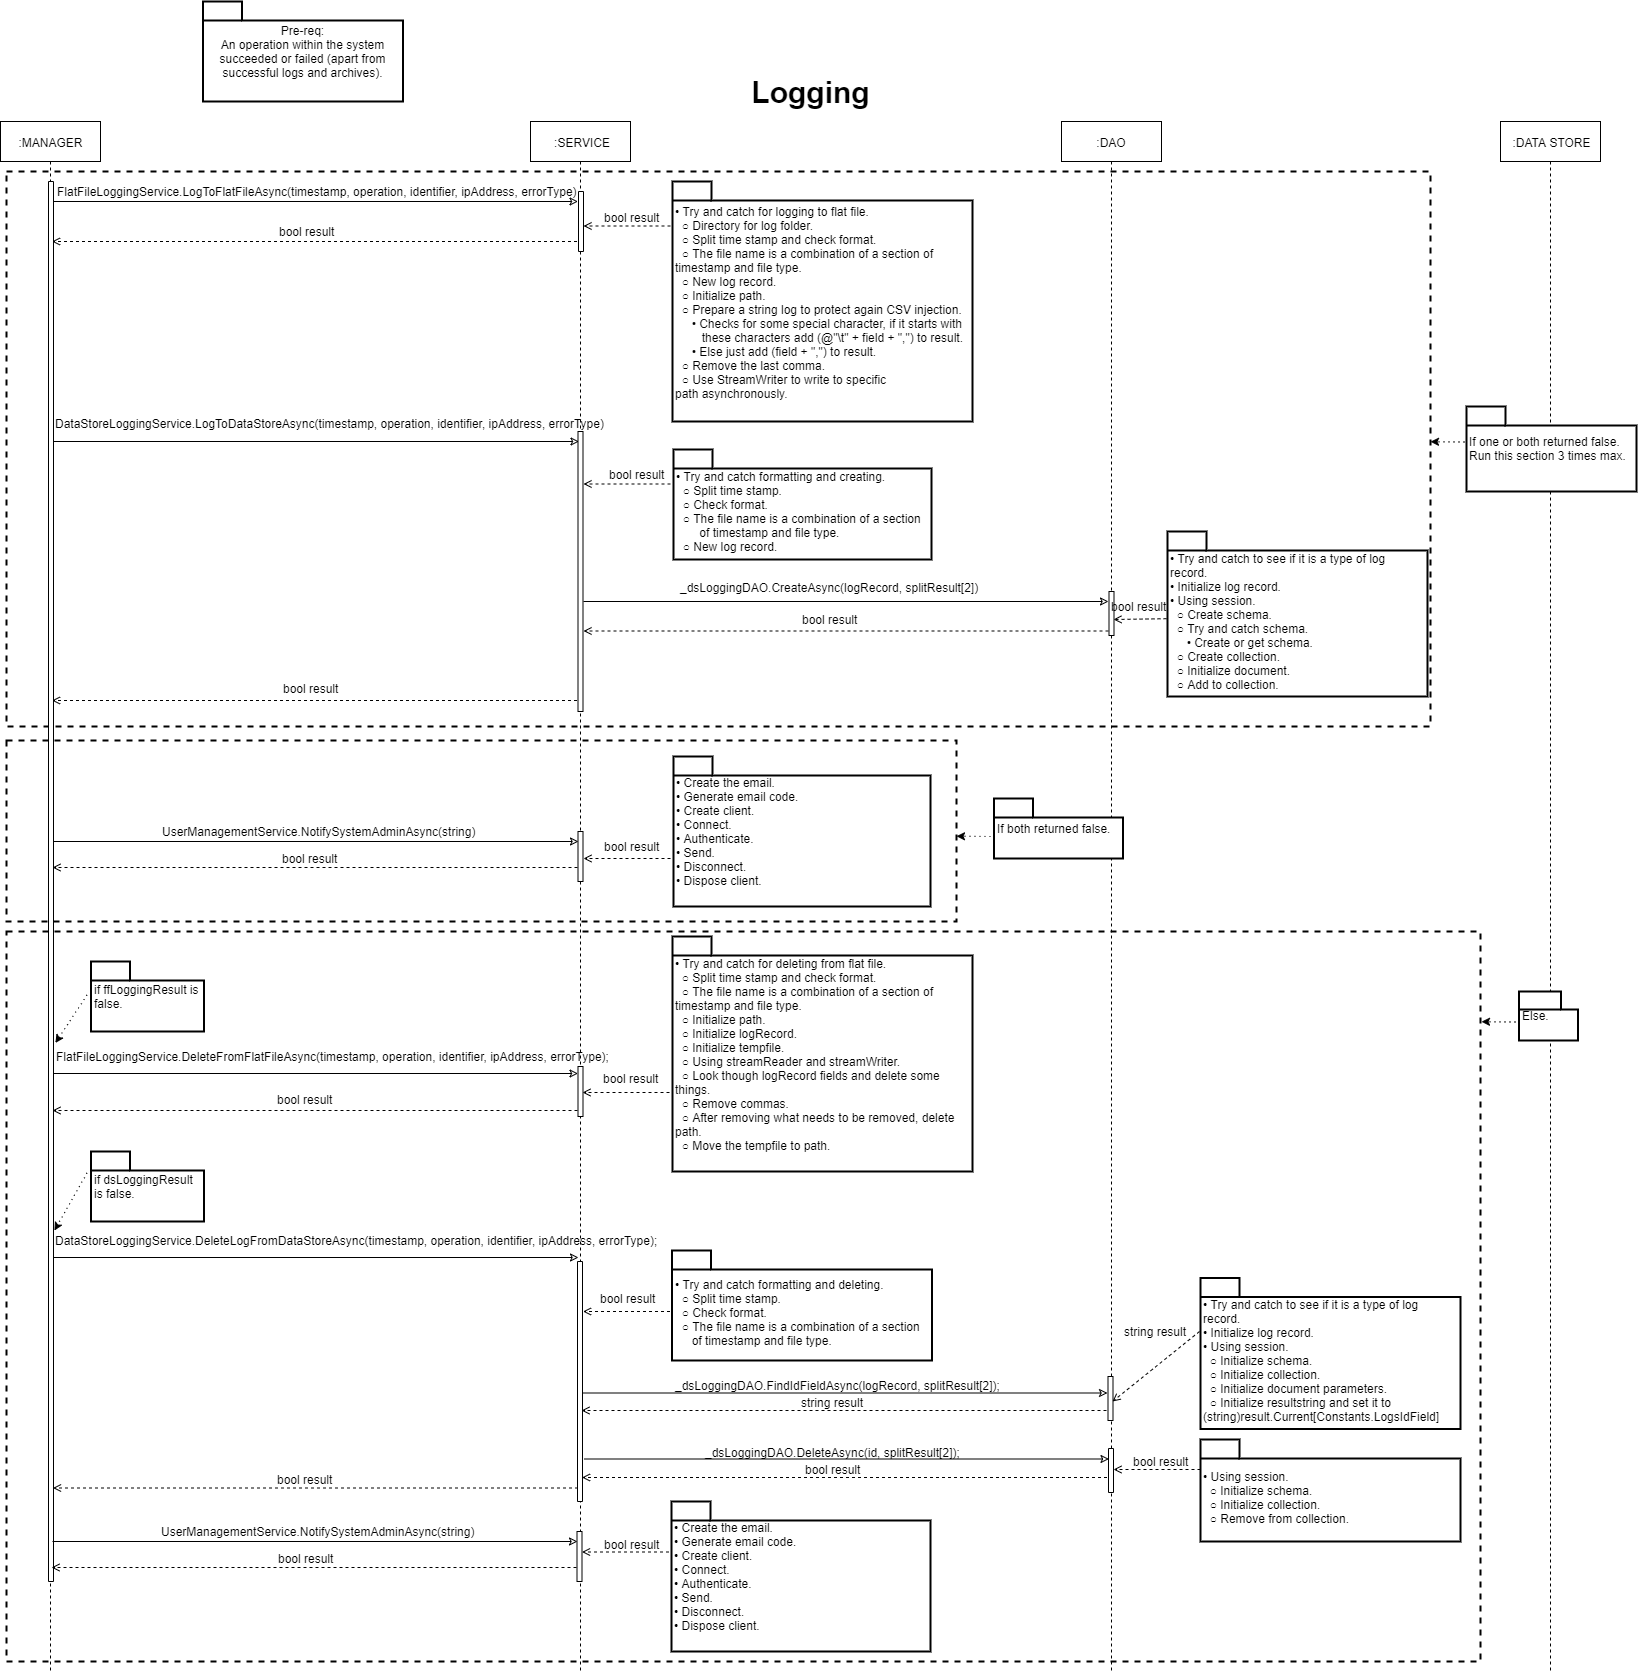 Pre-req:
An operation within the system
succeeded or failed (apart from
successful logs and archives).
Logging
:MANAGER
:SERVICE
:DAO
:DATA STORE
FlatFileLoggingService.LogToFlatFileAsync(timestamp, operation, identifier, ipAddress, errorType)
bool result
bool result
• Try and catch for logging to flat file.
○ Directory for log folder.
○ Split time stamp and check format.
○ The file name is a combination of a section of
timestamp and file type.
○ New log record.
○ Initialize path.
○ Prepare a string log to protect again CSV injection.
• Checks for some special character, if it starts with
these characters add (@"\t" + field + ",") to result.
• Else just add (field + ",") to result.
○ Remove the last comma.
○ Use StreamWriter to write to specific
path asynchronously.
DataStoreLoggingService.LogToDataStoreAsync(timestamp, operation, identifier, ipAddress, errorType)
If one or both returned false.
Run this section 3 times max.
bool result
• Try and catch formatting and creating.
○ Split time stamp.
○ Check format.
○ The file name is a combination of a section
of timestamp and file type.
○ New log record.
_dsLoggingDAO.CreateAsync(logRecord, splitResult[2])
bool result
bool result
• Try and catch to see if it is a type of log
record.
• Initialize log record.
• Using session.
○ Create schema.
○ Try and catch schema.
• Create or get schema.
○ Create collection.
○ Initialize document.
○ Add to collection.
bool result
• Create the email.
• Generate email code.
• Create client.
• Connect.
• Authenticate.
• Send.
• Disconnect.
• Dispose client.
If both returned false.
UserManagementService.NotifySystemAdminAsync(string)
bool result
bool result
if ffLoggingResult is
false.
Else.
• Try and catch for deleting from flat file.
○ Split time stamp and check format.
○ The file name is a combination of a section of
timestamp and file type.
○ Initialize path.
○ Initialize logRecord.
○ Initialize tempfile.
○ Using streamReader and streamWriter.
○ Look though logRecord fields and delete some
things.
○ Remove commas.
○ After removing what needs to be removed, delete
path.
○ Move the tempfile to path.
FlatFileLoggingService.DeleteFromFlatFileAsync(timestamp, operation, identifier, ipAddress, errorType);
bool result
bool result
if dsLoggingResult
is false.
DataStoreLoggingService.DeleteLogFromDataStoreAsync(timestamp, operation, identifier, ipAddress, errorType);
bool result
• Try and catch formatting and deleting.
○ Split time stamp.
○ Check format.
○ The file name is a combination of a section
of timestamp and file type.
string result
• Try and catch to see if it is a type of log
record.
• Initialize log record.
• Using session.
○ Initialize schema.
○ Initialize collection.
○ Initialize document parameters.
○ Initialize resultstring and set it to
(string)result.Current[Constants.LogsIdField]
_dsLoggingDAO.FindIdFieldAsync(logRecord, splitResult[2]);
string result
_dsLoggingDAO.DeleteAsync(id, splitResult[2]);
bool result
bool result
• Using session.
○ Initialize schema.
○ Initialize collection.
○ Remove from collection.
bool result
UserManagementService.NotifySystemAdminAsync(string)
bool result
bool result
• Create the email.
• Generate email code.
• Create client.
• Connect.
• Authenticate.
• Send.
• Disconnect.
• Dispose client.